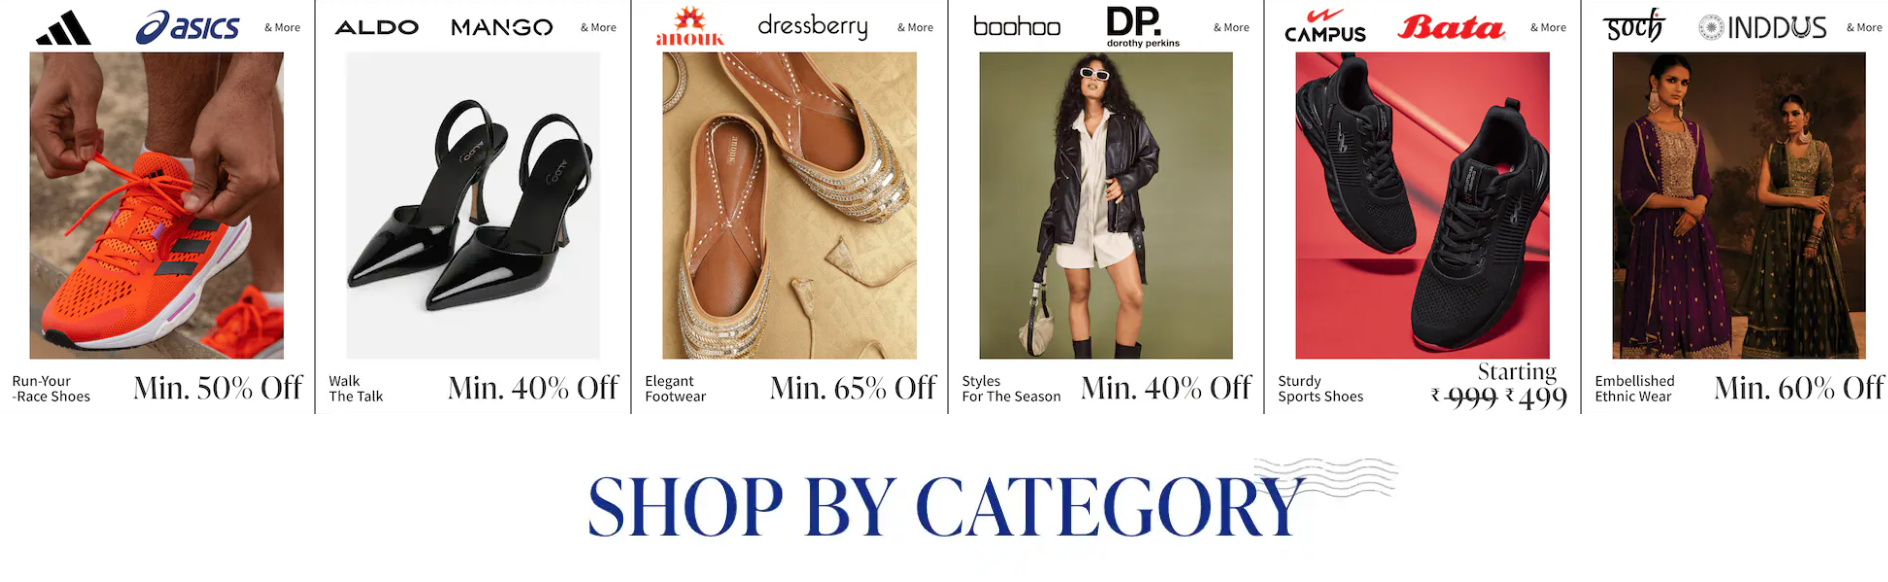 asics & More
Run-Your
-Race Shoes
Min. 50% Off
ALDO MANGO & More
ALDO
ALDO
Walk
The Talk
Min. 40% Off
anouk dressberry & More
ANOUK
Elegant
Footwear
Min. 65% Off
boohoo DP. & More
dorothy perkins
Styles
For The Season
Min. 40% Off
CAMPUS Bata & More
Sturdy
Sports Shoes
Starting
₹ 999 ₹ 499
soch INDDUS & More
Embellished
Ethnic Wear
Min. 60% Off
SHOP BY CATEGORY